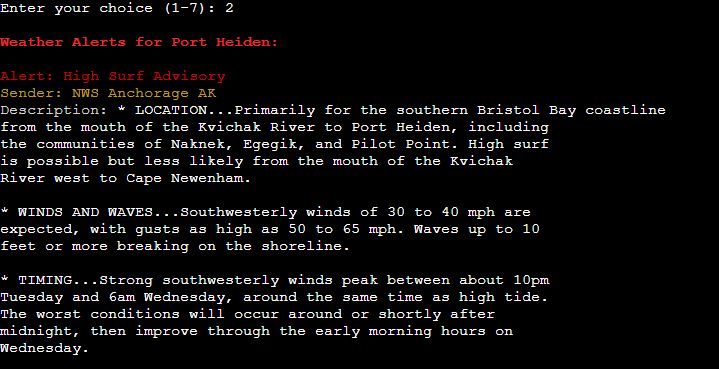 Enter your choice (1-7): 2
Weather Alerts for Port Heiden:
Alert: High Surf Advisory
Sender: NWS Anchorage AK
Description: * LOCATION...Primarily for the southern Bristol Bay coastline
from the mouth of the Kvichak River to Port Heiden, including
the communities of Naknek, Egegik, and Pilot Point. High surf
is possible but less likely from the mouth of the Kvichak
River west to Cape Newenham.
* WINDS AND WAVES...Southwesterly winds of 30 to 40 mph are
expected, with gusts as high as 50 to 65 mph. Waves up to 10
feet or more breaking on the shoreline.
* TIMING...Strong southwesterly winds peak between about 10pm
Tuesday and 6am Wednesday, around the same time as high tide.
The worst conditions will occur around or shortly after
midnight, then improve through the early morning hours on
Wednesday.